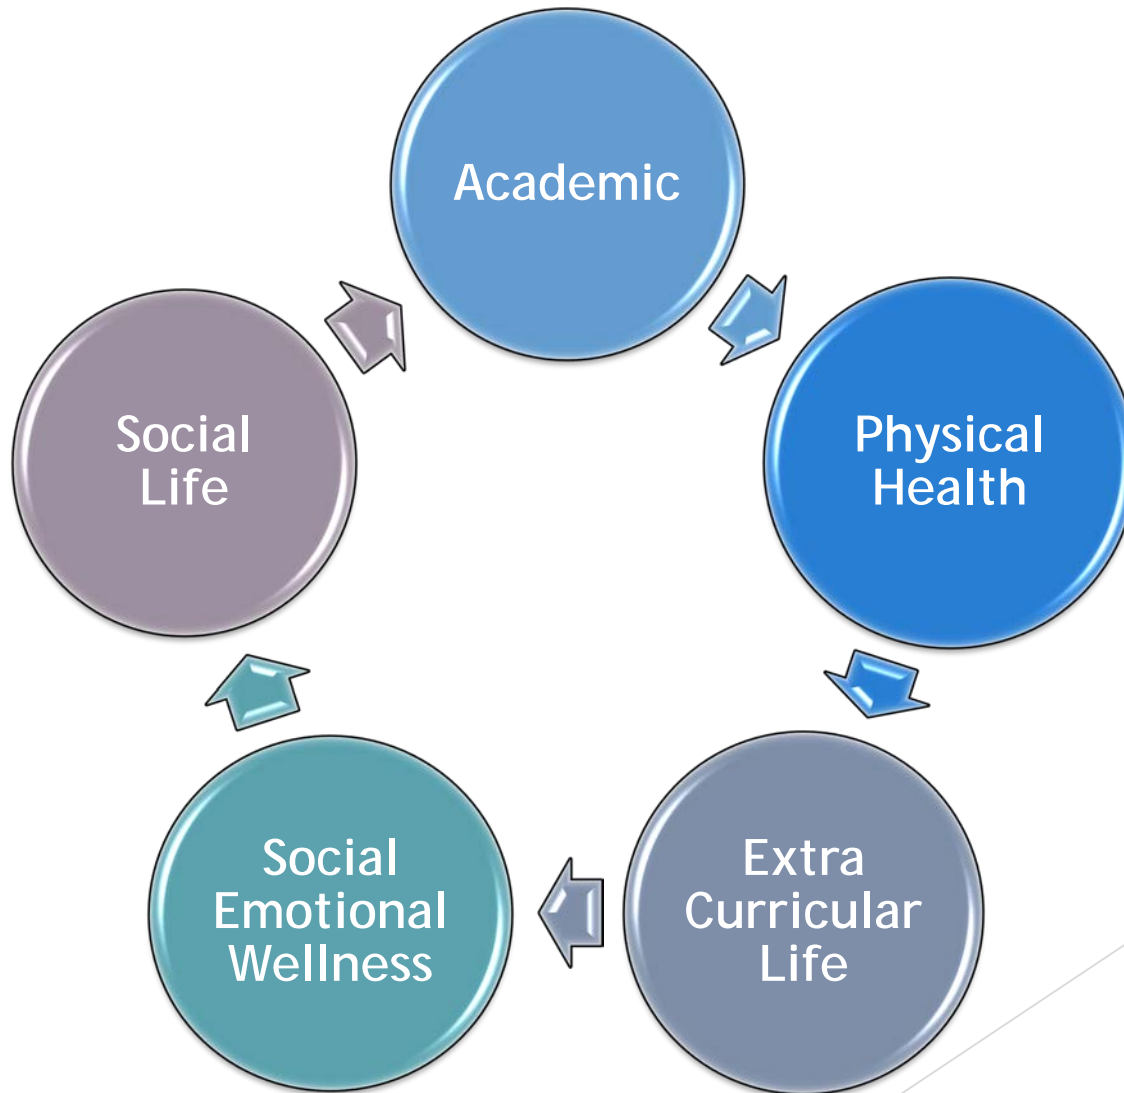 Academic
Physical
Health
Extra
Curricular
Life
Social
Emotional
Wellness
Social
Life